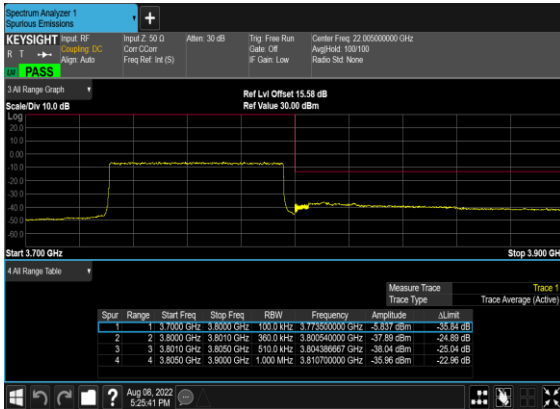 Spectrum Analyzer 1
Spurious Emissions
KEYSIGHT Input: RF Input Z: 50 Ω Atten: 30 dB Trig: Free Run Center Freq: 22.005000000 GHz
R T Coupling: DC Corr CCorr Gate: Off Avg|Hold: 100/100
Align: Auto Freq Ref: Int (S) IF Gain: Low Radio Std: None
LXI PASS
3 All Range Graph
Ref Lvl Offset 15.58 dB
Scale/Div 10.0 dB Ref Value 30.00 dBm
Log
20.0
10.0
0.00
-10.0
-20.0
-30.0
-40.0
-50.0
-60.0
Start 3.700 GHz Stop 3.900 GH
4 All Range Table
Measure Trace Trace 1
Trace Type Trace Average (Active)
Spur Range Start Freq Stop Freq RBW Frequency Amplitude ΔLimit
1 1 3.7000 GHz 3.8000 GHz 100.0 kHz 3.773500000 GHz -5.837 dBm -35.84 dB
2 2 3.8000 GHz 3.8010 GHz 360.0 kHz 3.800540000 GHz -37.89 dBm -24.89 dB
3 3 3.8010 GHz 3.8050 GHz 510.0 kHz 3.804386667 GHz -38.04 dBm -25.04 dB
4 4 3.8050 GHz 3.9000 GHz 1.000 MHz 3.810700000 GHz -35.96 dBm -22.96 dB
Aug 08, 2022
5:25:41 PM